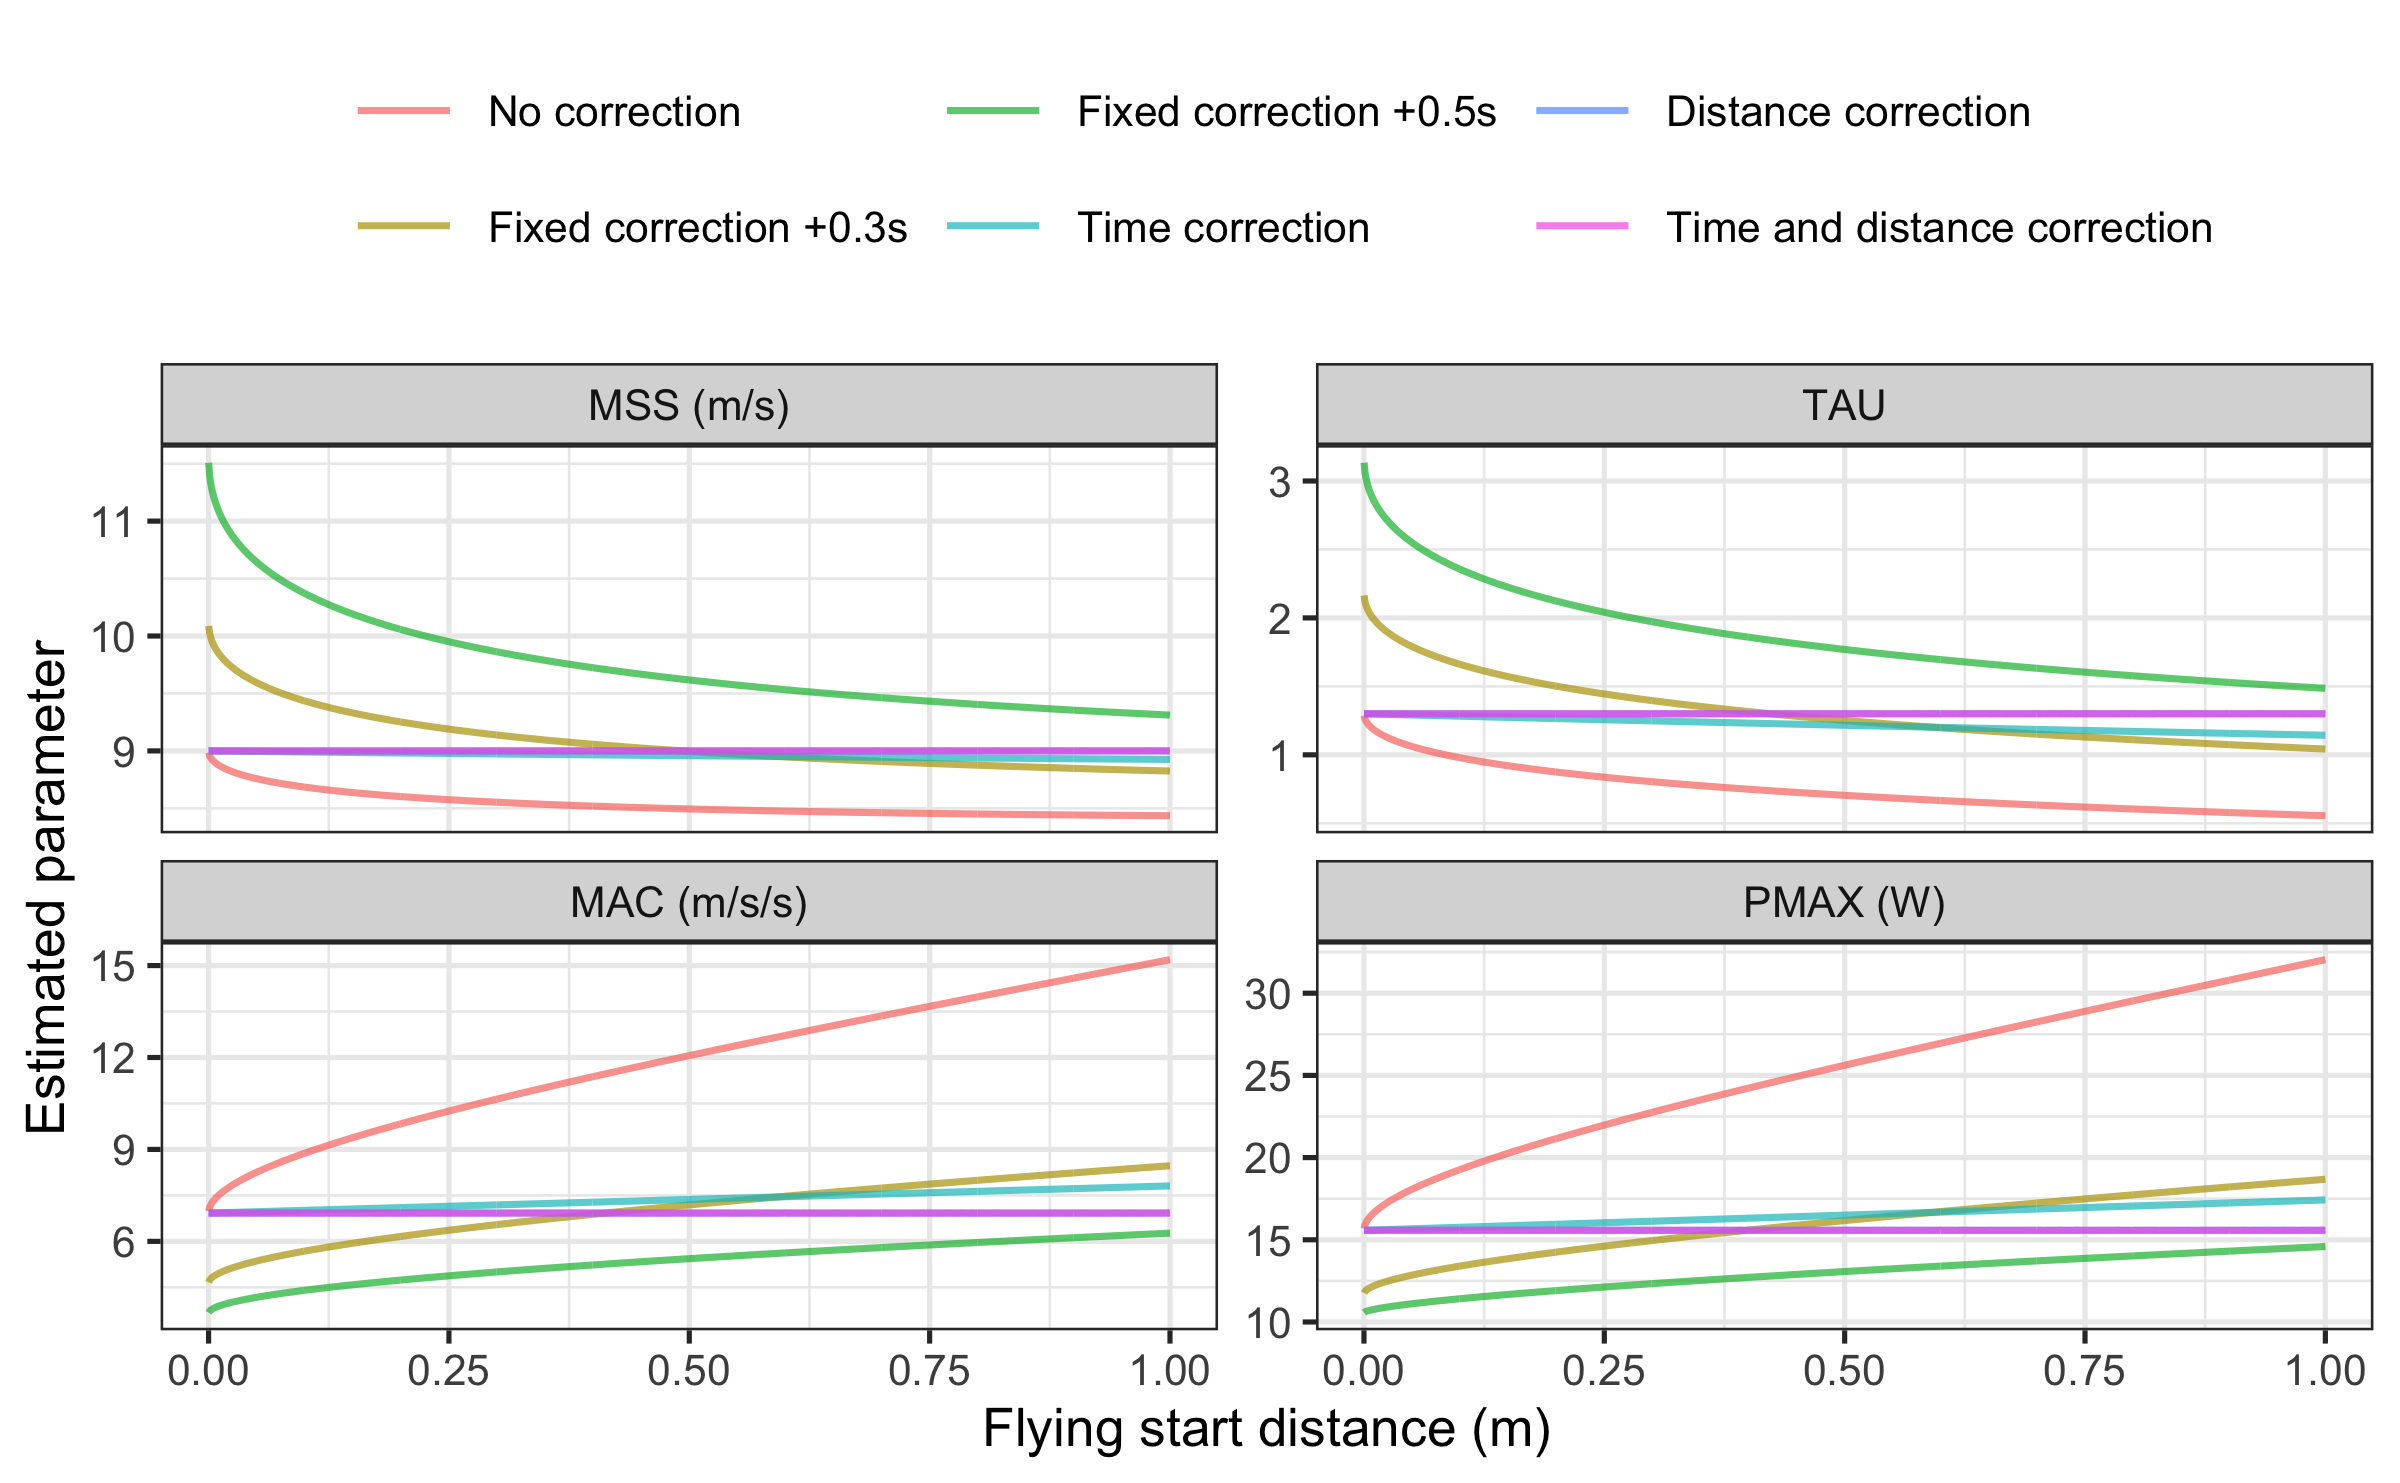 No correction
Fixed correction +0.5s
Distance correction
Fixed correction +0.3s
Time correction
Time and distance correction
MSS (m/s)
TAU
11
10
9
3
2
1
MAC (m/s/s)
PMAX (W)
15
12
9
6
30
25
20
15
10
0.00 0.25 0.50 0.75 1.00
0.00 0.25 0.50 0.75 1.00
Flying start distance (m)
Estimated parameter